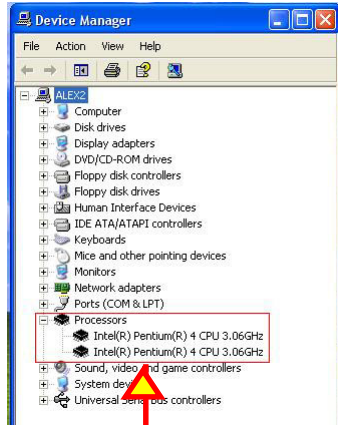 Device Manager
File Action View Help
ALEX2
Computer
Disk drives
Display adapters
DVD/CD-ROM drives
Floppy disk controllers
Floppy disk drives
Human Interface Devices
IDE ATA/ATAPI controllers
Keyboards
Mice and other pointing devices
Monitors
Network adapters
Ports (COM & LPT)
Processors
Intel(R) Pentium(R) 4 CPU 3.06GHz
Intel(R) Pentium(R) 4 CPU 3.06GHz
Sound, video and game controllers
System devices
Universal Serial Bus controllers